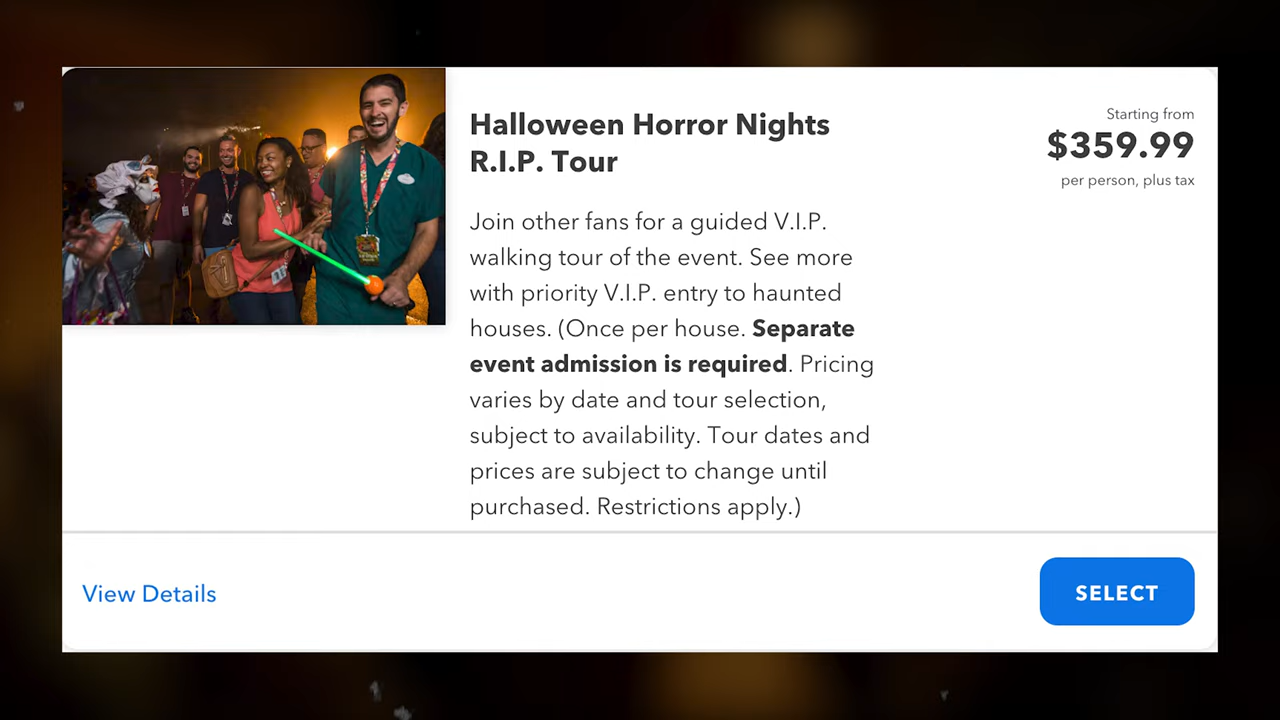 Halloween Horror Nights
R.I.P. Tour
Starting from
$359.99
per person, plus tax
Join other fans for a guided V.I.P.
walking tour of the event. See more
with priority V.I.P. entry to haunted
houses. (Once per house. Separate
event admission is required. Pricing
varies by date and tour selection,
subject to availability. Tour dates and
prices are subject to change until
purchased. Restrictions apply.)
View Details
SELECT